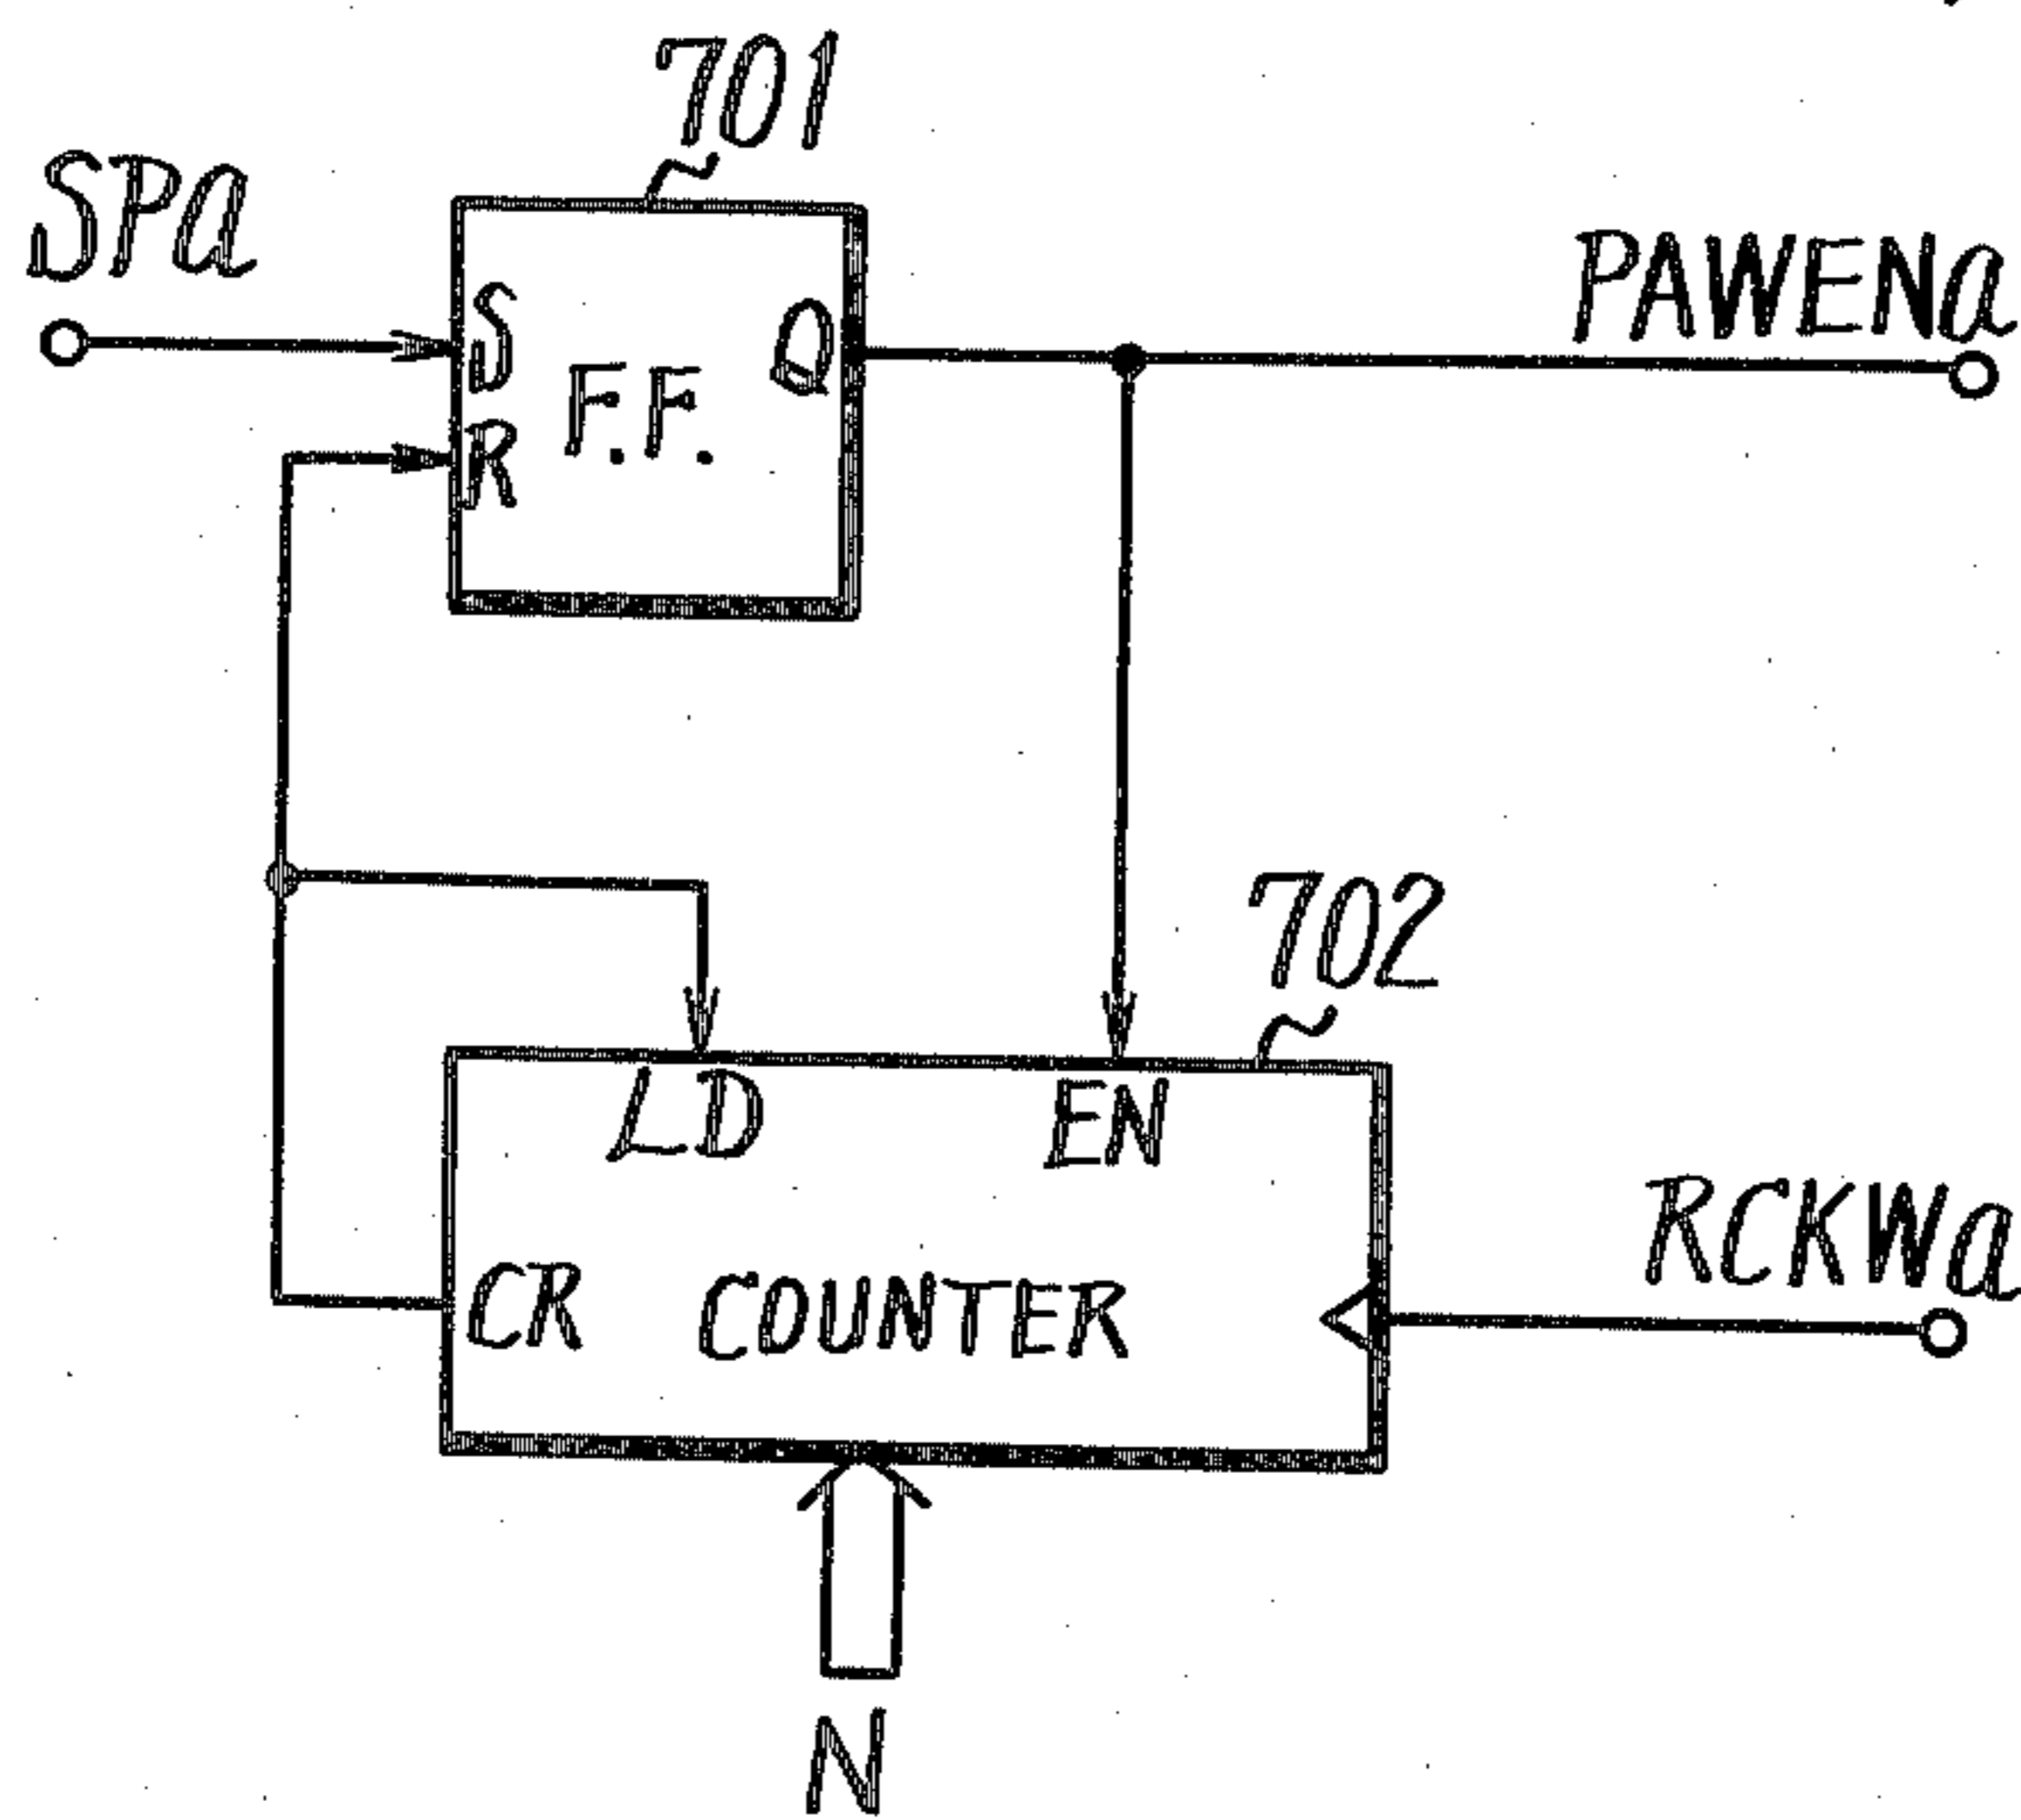 701
SPa
PAWENa
S
Q
F.F.
R
702
LD
EN
RCKWa
CR
COUNTER
N